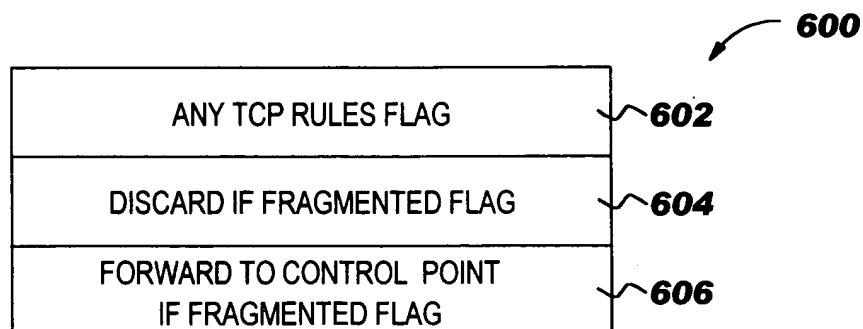 600
ANY TCP RULES FLAG
602
DISCARD IF FRAGMENTED FLAG
604
FORWARD TO CONTROL POINT
IF FRAGMENTED FLAG
606